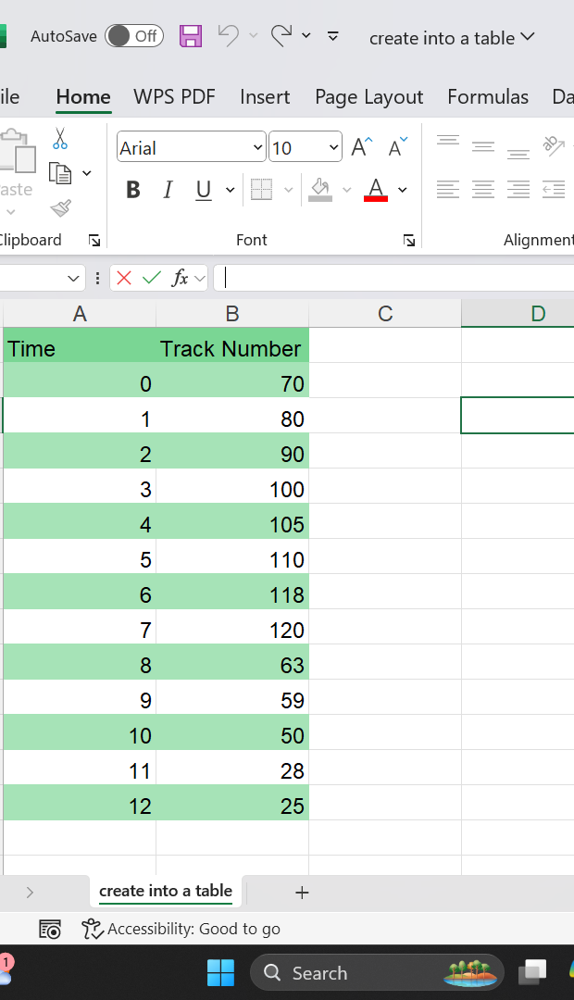 AutoSave Off create into a table
ile Home WPS PDF Insert Page Layout Formulas Da
aste Arial 10 A A
B I U A
lipboard Font Alignment
fx
A B C D
Time Track Number
0 70
1 80
2 90
3 100
4 105
5 110
6 118
7 120
8 63
9 59
10 50
11 28
12 25
create into a table +
Accessibility: Good to go
1 Search